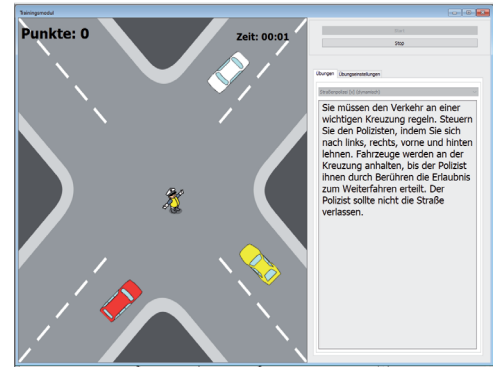 Trainingsmodul
Punkte: 0
Zeit: 00:01
Start
Stop
Übungen
Übungseinstellungen
Sie müssen den Verkehr an einer
wichtigen Kreuzung regeln. Steuern
Sie den Polizisten, indem Sie sich
nach links, rechts, vorne und hinten
lehnen. Fahrzeuge werden an der
Kreuzung anhalten, bis der Polizist
ihnen durch Berühren die Erlaubnis
zum Weiterfahren erteilt. Der
Polizist sollte nicht die Straße
verlassen.